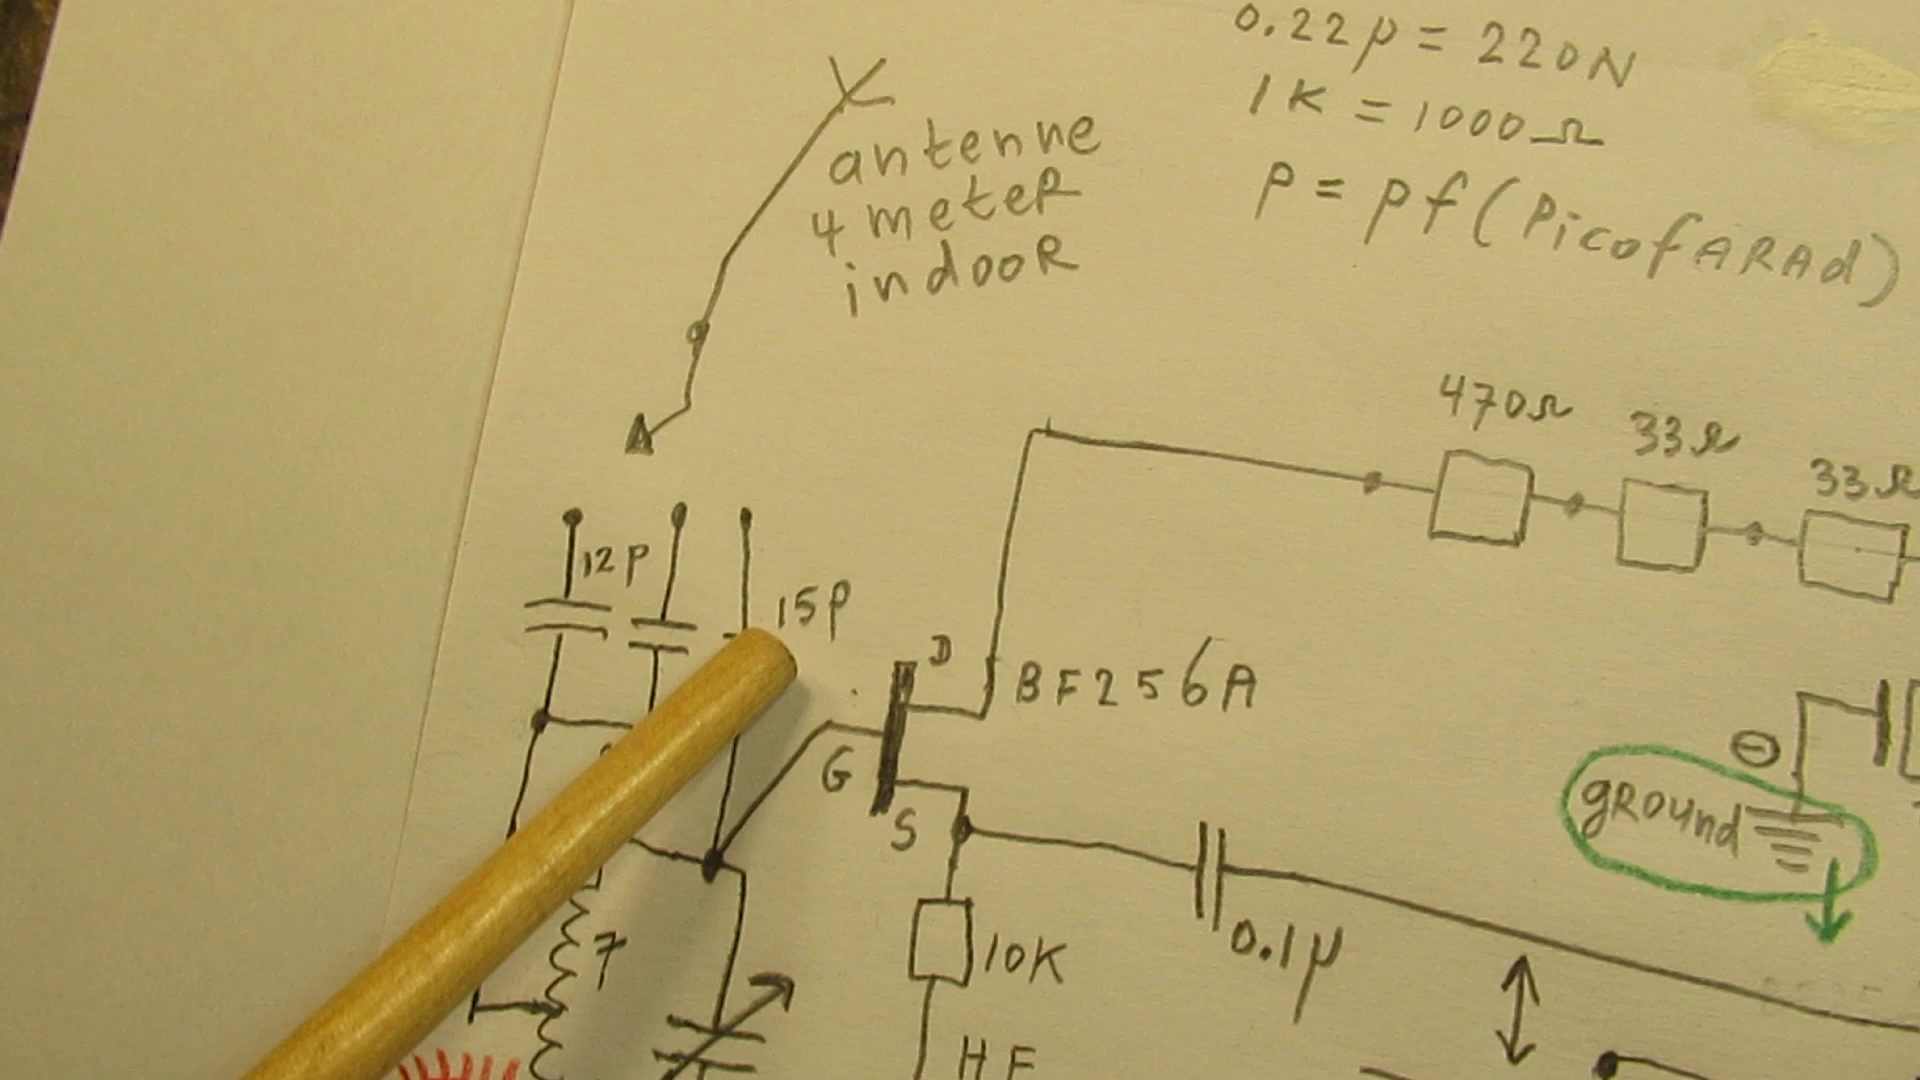 0.22µ = 220N
1K = 1000Ω
P = pf (PicofARAd)
antenne
4 meteR
indooR
470Ω
33Ω
33Ω
12P
15P
D
BF256A
G
S
⊖
gRound
7
10K
0.1µ
HF